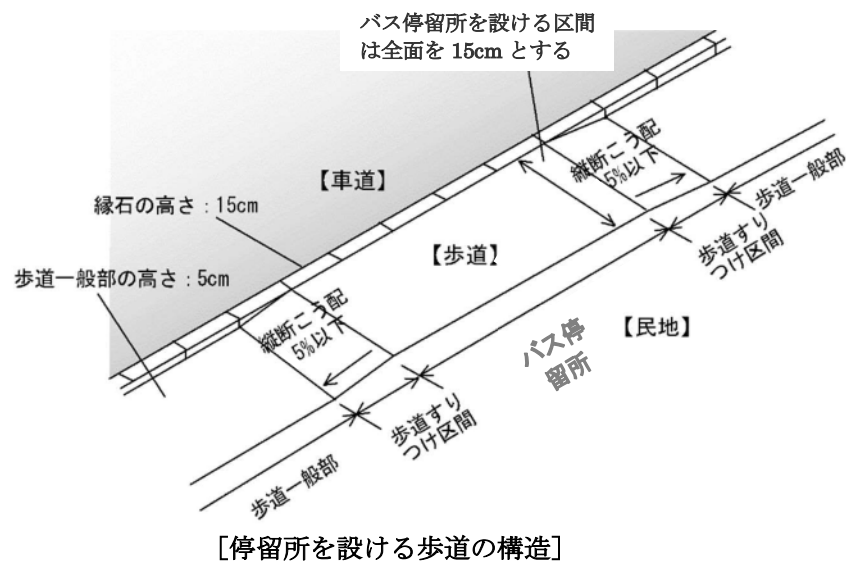 バス停留所を設ける区間
は全面を 15cm とする
縦断こう配
5%以下
【車道】
歩道一般部
縁石の高さ：15cm
歩道すり
つけ区間
【歩道】
歩道一般部の高さ：5cm
縦断こう配
5%以下
【民地】
バス停
留所
歩道すり
つけ区間
歩道一般部
［停留所を設ける歩道の構造］